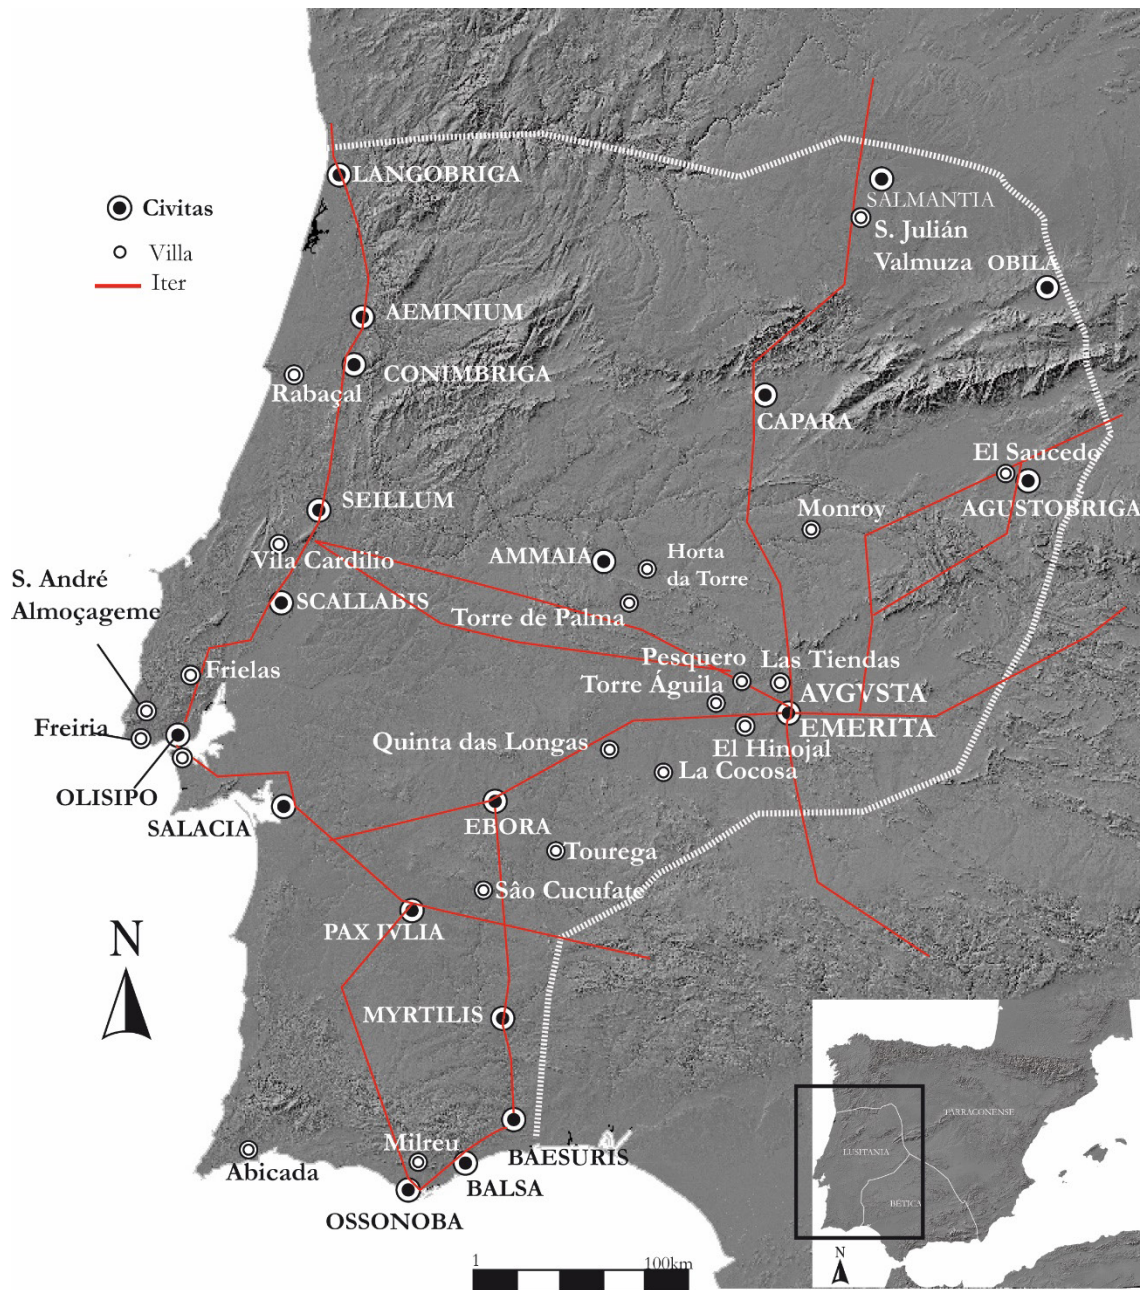 LANGOBRIGA
Civitas
Villa
Iter
SALMANTIA
S. Julián
Valmuza
OBILA
AEMINIUM
CONIMBRIGA
Rabaçal
CAPARA
El Saucedo
AGUSTOBRIGA
SEILLUM
Monroy
Vila Cardilio
AMMAIA
Horta
da Torre
S. André
Almoçageme
SCALLABIS
Torre de Palma
Frielas
Pesquero
Las Tiendas
Torre Águila
AVGVSTA
EMERITA
Freiria
Quinta das Longas
El Hinojal
La Cocosa
OLISIPO
SALACIA
EBORA
Tourega
Sâo Cucufate
N
PAX IVLIA
MYRTILIS
TARRACONENSE
LUSITANIA
BÉTICA
N
Milreu
BAESURIS
Abicada
BALSA
OSSONOBA
1
100km